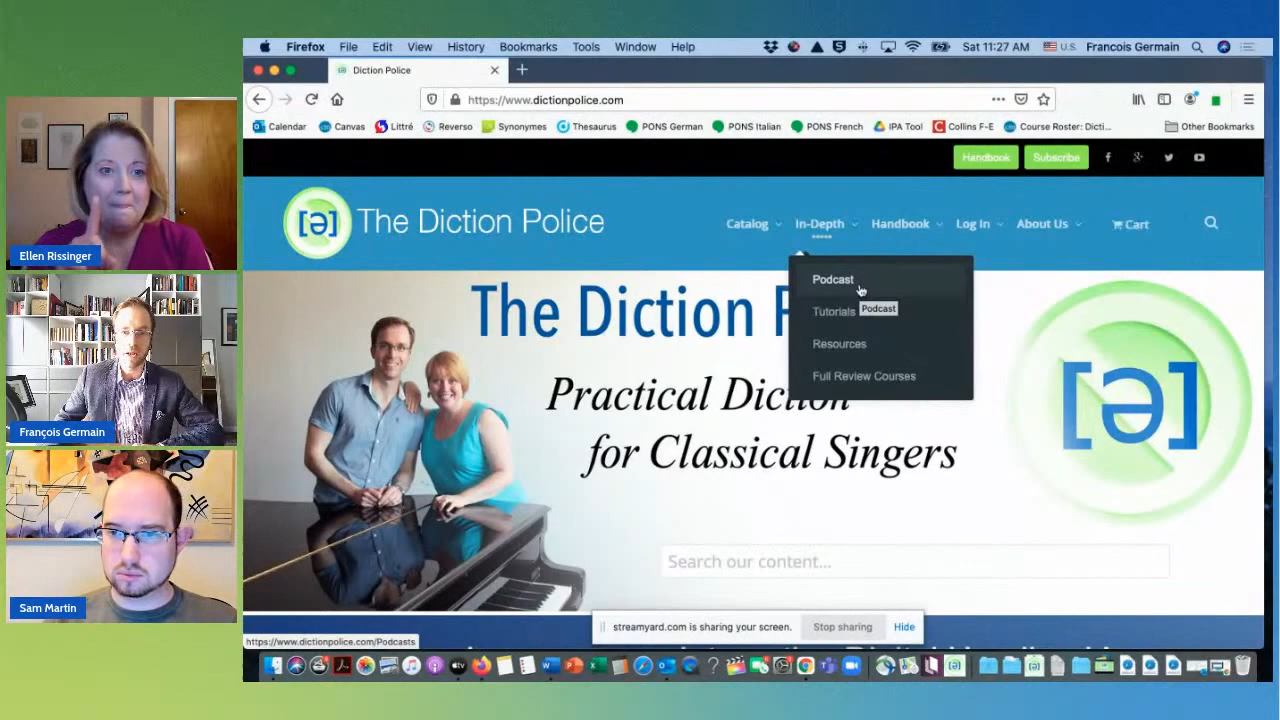 Firefox File Edit View History Bookmarks Tools Window Help Sat 11:27 AM U.S. Francois Germain
Diction Police
https://www.dictionpolice.com
Calendar Canvas Littré Reverso Synonymes Thesaurus PONS German PONS Italian PONS French IPA Tool Collins F-E Course Roster: Dicti... Other Bookmarks
Handbook Subscribe
[ə] The Diction Police
Catalog In-Depth Handbook Log In About Us Cart
Podcast
Podcast
Tutorials
Resources
Full Review Courses
The Diction P
Practical Diction
for Classical Singers
[ə]
Search our content...
streamyard.com is sharing your screen. Stop sharing Hide
https://www.dictionpolice.com/Podcasts
Ellen Rissinger
François Germain
Sam Martin